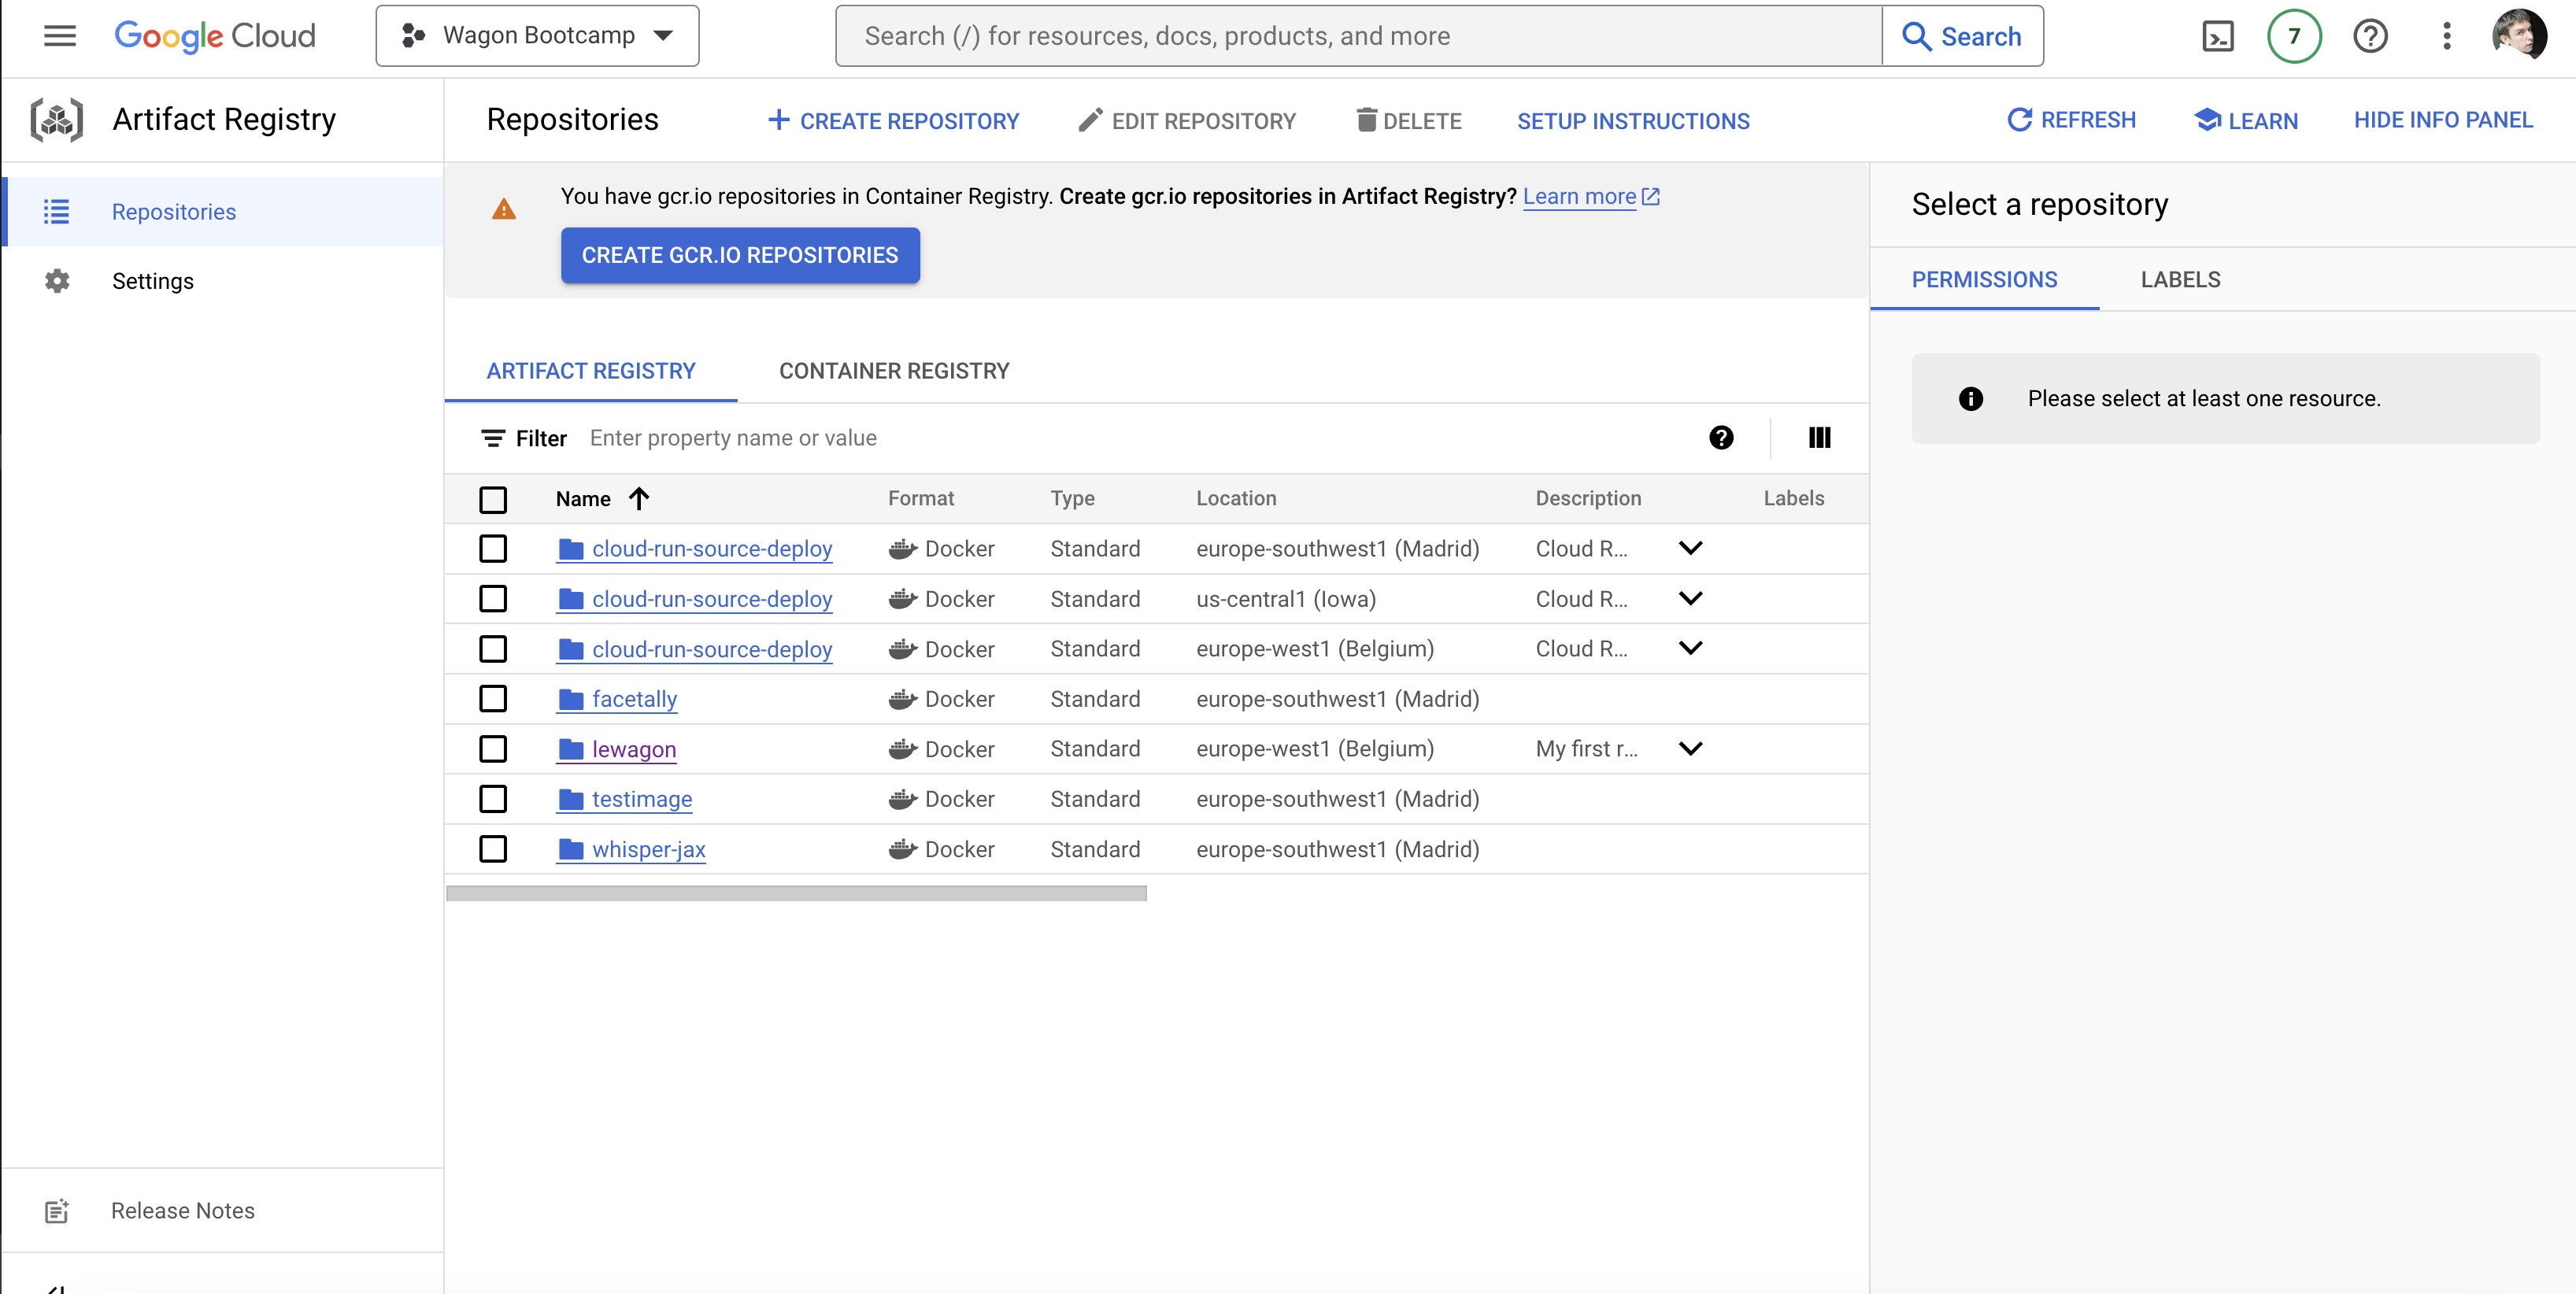 Google Cloud
Wagon Bootcamp
Search (/) for resources, docs, products, and more
Search
7
Artifact Registry
Repositories
CREATE REPOSITORY
EDIT REPOSITORY
DELETE
SETUP INSTRUCTIONS
REFRESH
LEARN
HIDE INFO PANEL
Repositories
Settings
Release Notes
You have gcr.io repositories in Container Registry. Create gcr.io repositories in Artifact Registry? Learn more
CREATE GCR.IO REPOSITORIES
ARTIFACT REGISTRY
CONTAINER REGISTRY
Filter Enter property name or value
Name Format Type Location Description Labels
cloud-run-source-deploy Docker Standard europe-southwest1 (Madrid) Cloud R...
cloud-run-source-deploy Docker Standard us-central1 (Iowa) Cloud R...
cloud-run-source-deploy Docker Standard europe-west1 (Belgium) Cloud R...
facetally Docker Standard europe-southwest1 (Madrid)
lewagon Docker Standard europe-west1 (Belgium) My first r...
testimage Docker Standard europe-southwest1 (Madrid)
whisper-jax Docker Standard europe-southwest1 (Madrid)
Select a repository
PERMISSIONS
LABELS
Please select at least one resource.